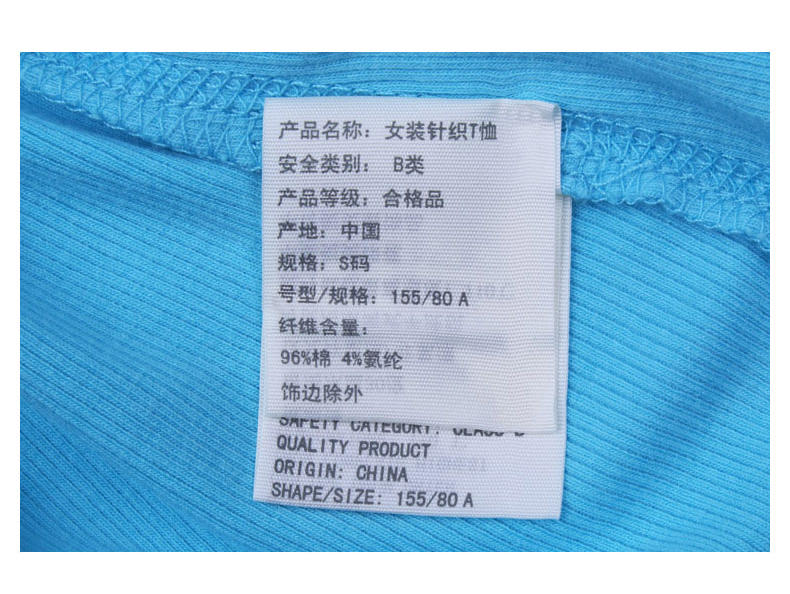 产品名称：女装针织T恤
安全类别： B类
产品等级：合格品
产地：中国
规格：S码
号型/规格：155/80 A
纤维含量：
96%棉 4%氨纶
饰边除外
SAFETY CATEGORY: CLASS B
QUALITY PRODUCT
ORIGIN: CHINA
SHAPE/SIZE: 155/80 A